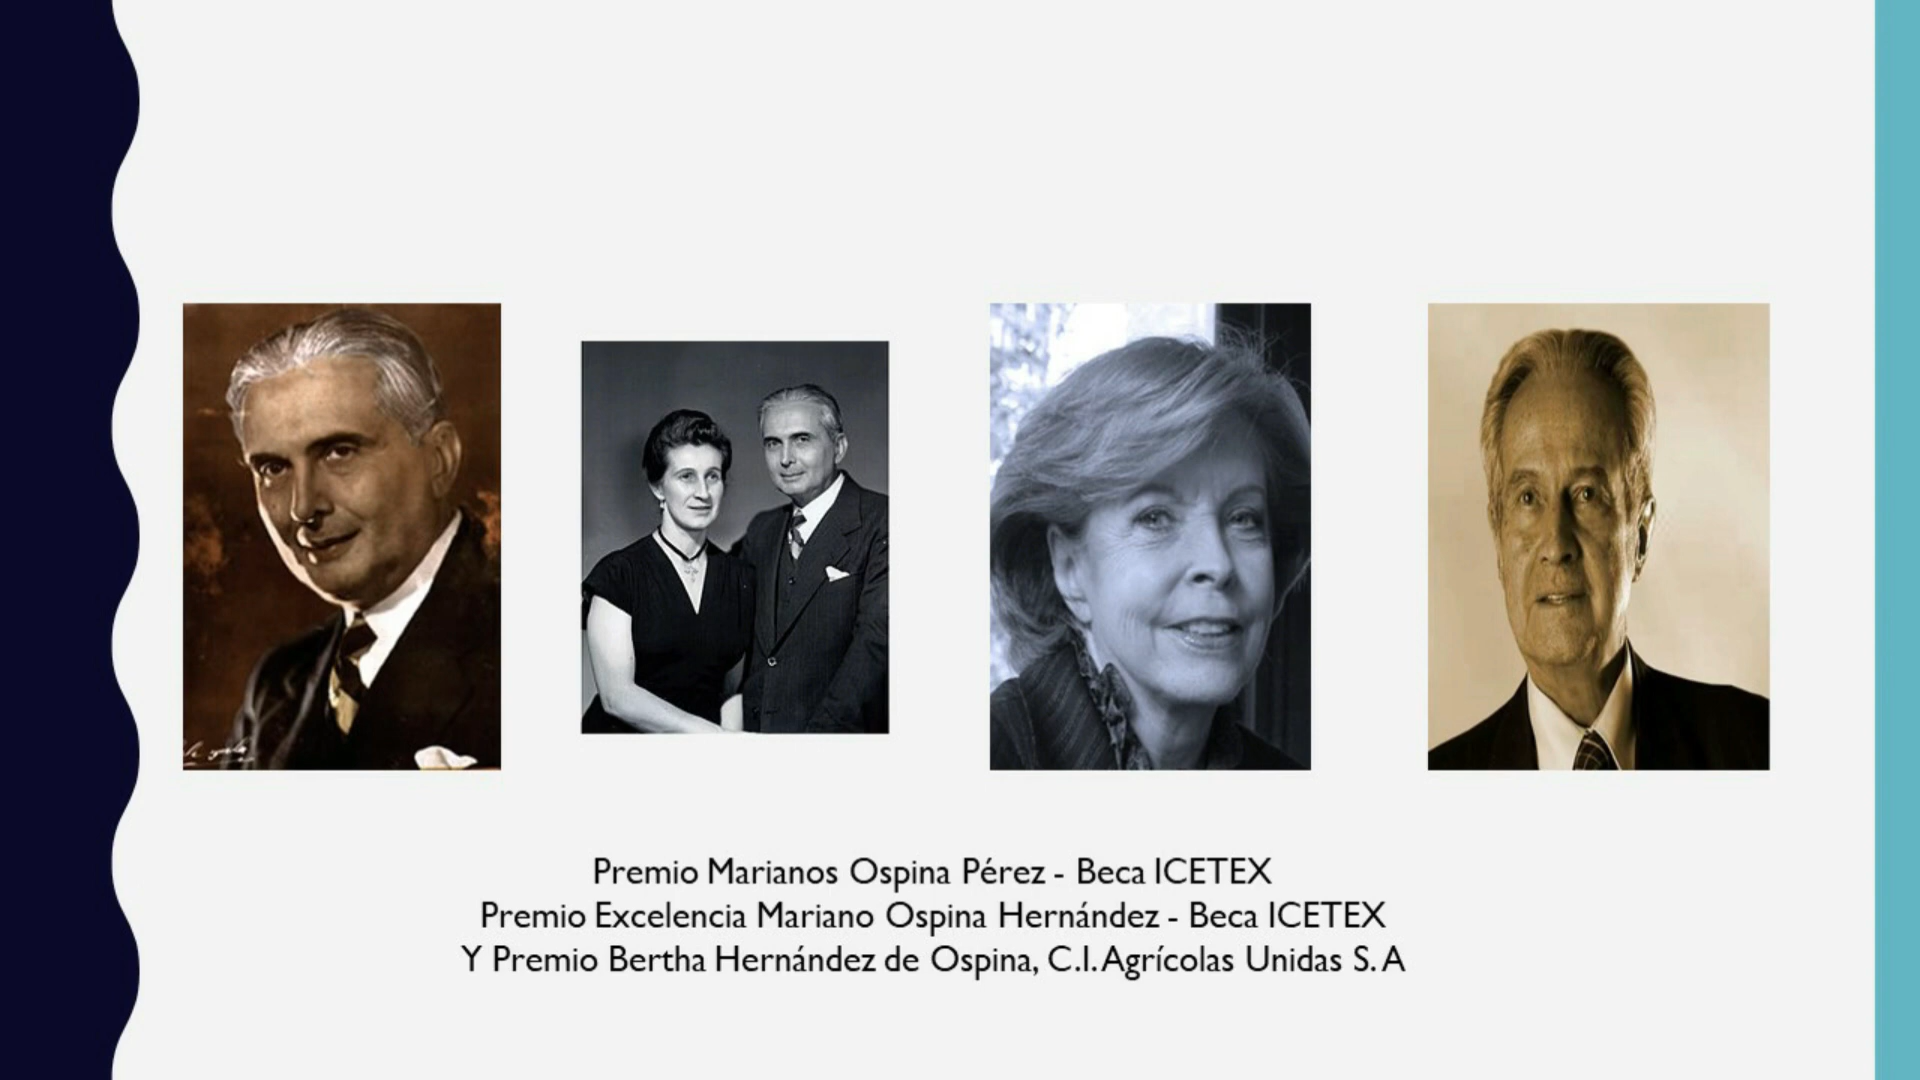 Premio Marianos Ospina Pérez - Beca ICETEX
Premio Excelencia Mariano Ospina Hernández - Beca ICETEX
Y Premio Bertha Hernández de Ospina, C.I. Agrícolas Unidas S. A